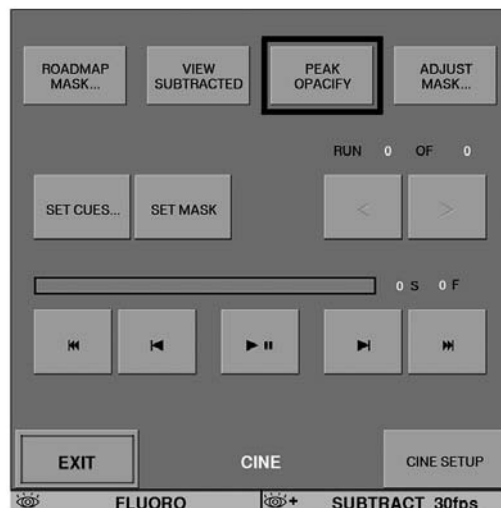 ROADMAP
MASK...
VIEW
SUBTRACTED
PEAK
OPACIFY
ADJUST
MASK...
RUN 0 OF 0
SET CUES...
SET MASK
< >
0 S 0 F
EXIT
CINE
CINE SETUP
FLUORO
+ SUBTRACT 30fps